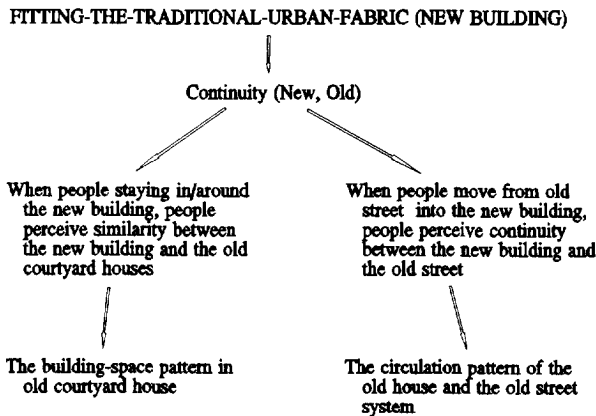 FITTING-THE-TRADITIONAL-URBAN-FABRIC (NEW BUILDING)
Continuity (New, Old)
When people staying in/around
the new building, people
perceive similarity between
the new building and the old
courtyard houses
When people move from old
street into the new building,
people perceive continuity
between the new building and
the old street
The building-space pattern in
old courtyard house
The circulation pattern of the
old house and the old street
system